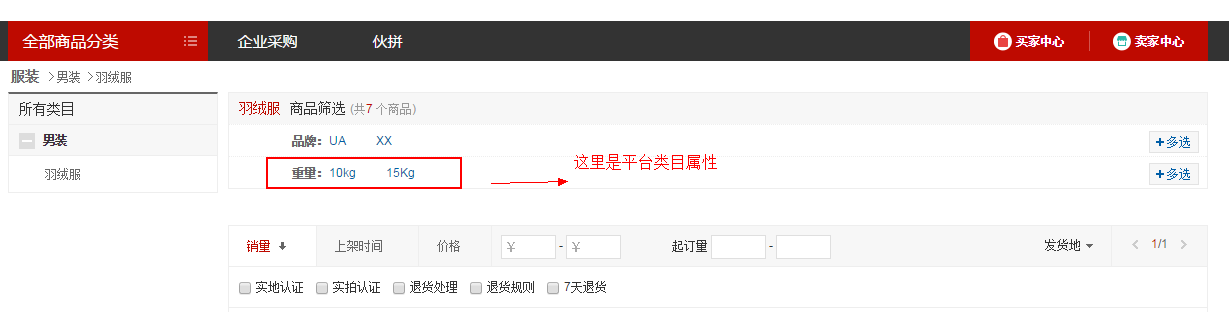 全部商品分类 企业采购 伙拼 买家中心 卖家中心
服装 >男装 >羽绒服
所有类目
男装
羽绒服
羽绒服 商品筛选 (共7 个商品)
品牌: UA XX +多选
重量: 10kg 15Kg +多选
这里是平台类目属性
销量 上架时间 价格 ¥ - ¥ 起订量 - 发货地 1/1
实地认证 实拍认证 退货处理 退货规则 7天退货